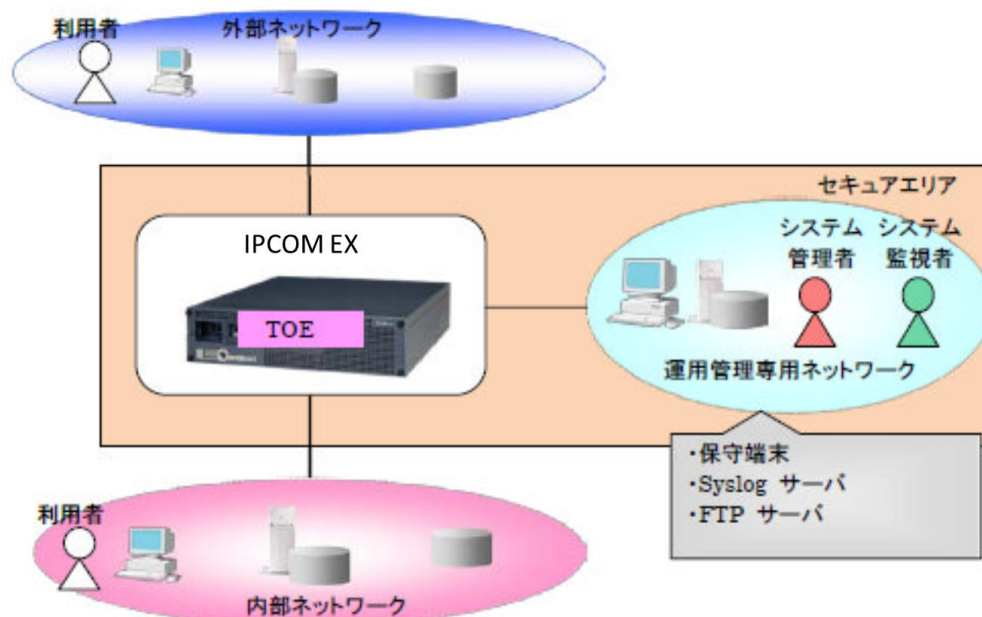 利用者
外部ネットワーク
セキュアエリア
IPCOM EX
TOE
システム
管理者
システム
監視者
運用管理専用ネットワーク
・保守端末
・Syslog サーバ
・FTP サーバ
利用者
内部ネットワーク